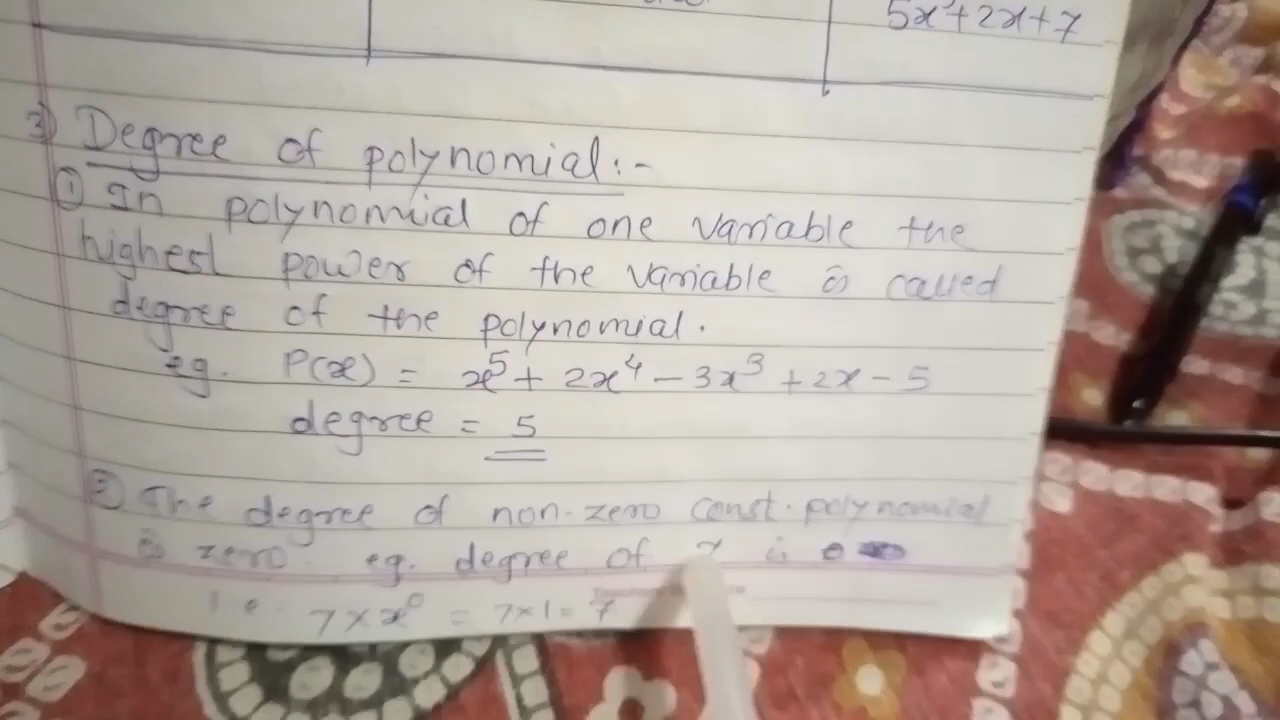 5x²+2x+7
3) Degree of polynomial:-
① In polynomial of one variable the
highest power of the variable is called
degree of the polynomial.
eg. P(x) = x⁵ + 2x⁴ - 3x³ + 2x - 5
degree = 5
② The degree of non-zero const. polynomial
is zero eg. degree of 7 is 0
i.e. 7 × x⁰ = 7×1 = 7